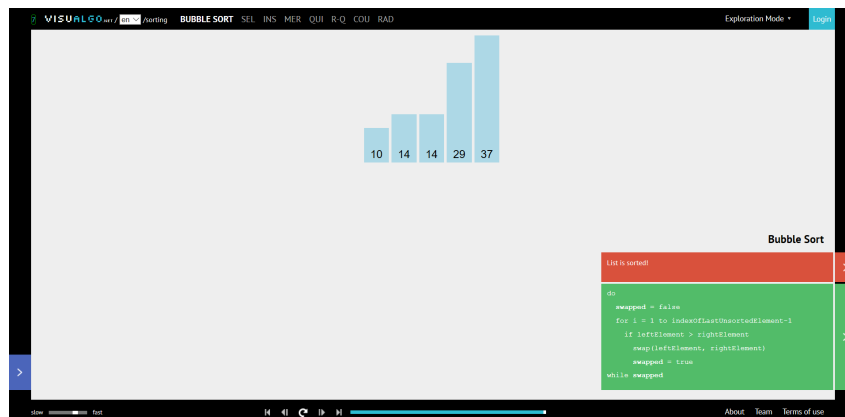 7 VISUALGO.NET/ en /sorting BUBBLE SORT SEL INS MER QUI R-Q COU RAD Exploration Mode ▾ Login
10 14 14 29 37
Bubble Sort
List is sorted!
do
swapped = false
for i = 1 to indexOfLastUnsortedElement-1
if leftElement > rightElement
swap(leftElement, rightElement)
swapped = true
while swapped
slow fast About Team Terms of use